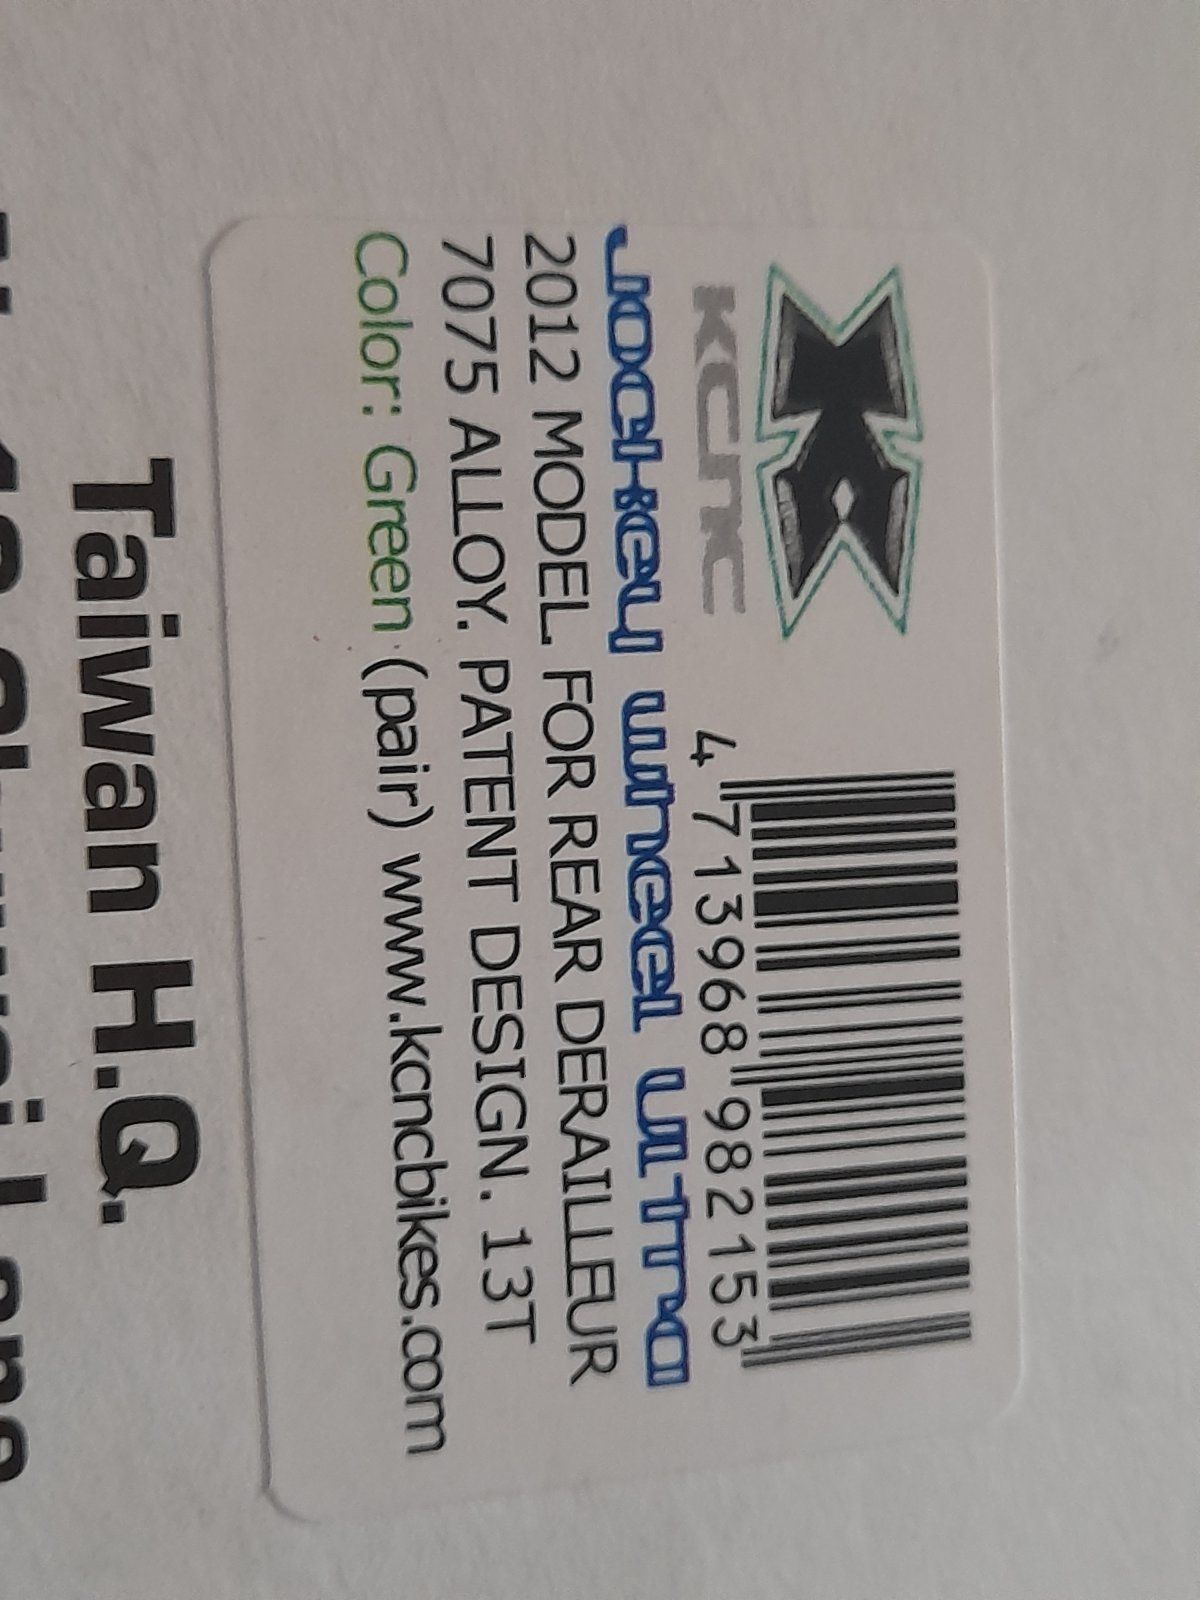 KCNC
4 713968 982153
Jockey Wheel Ultra
2012 MODEL. FOR REAR DERAILLEUR
7075 ALLOY. PATENT DESIGN. 13T
Color: Green (pair) www.kcncbikes.com
Taiwan H.Q.